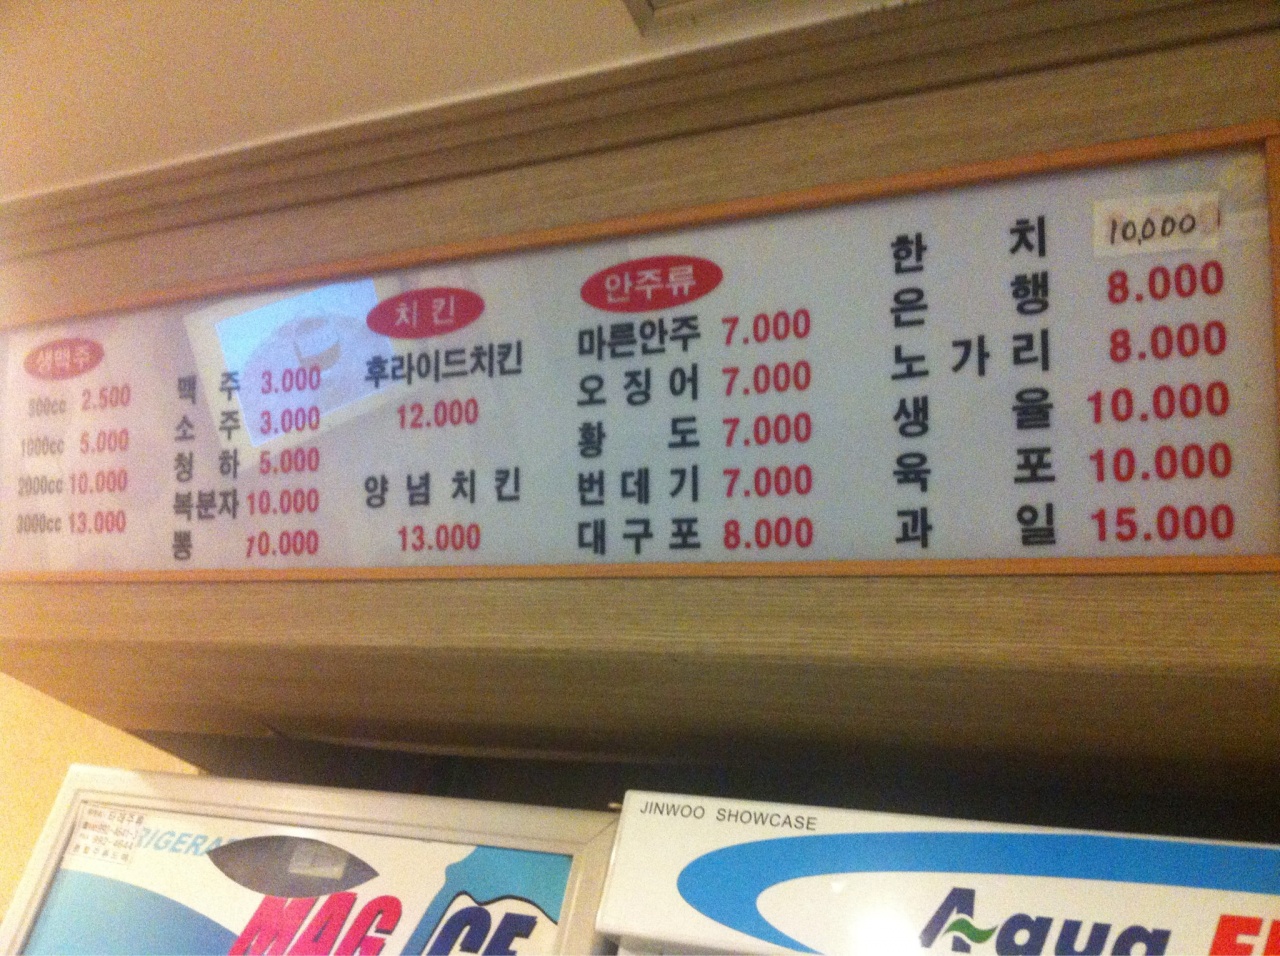 생맥주
500cc 2.500
1000cc 5.000
2000cc 10.000
3000cc 13.000
맥 주 3.000
소 주 3.000
청 하 5.000
복분자 10.000
뽕 10.000
치 킨
후라이드치킨
12.000
양 념 치 킨
13.000
안주류
마른안주 7.000
오 징 어 7.000
황 도 7.000
번 데 기 7.000
대 구 포 8.000
한 치 10,000
은 행 8.000
노 가 리 8.000
생 율 10.000
육 포 10.000
과 일 15.000
JINWOO SHOWCASE
MAG ICE
Aqua